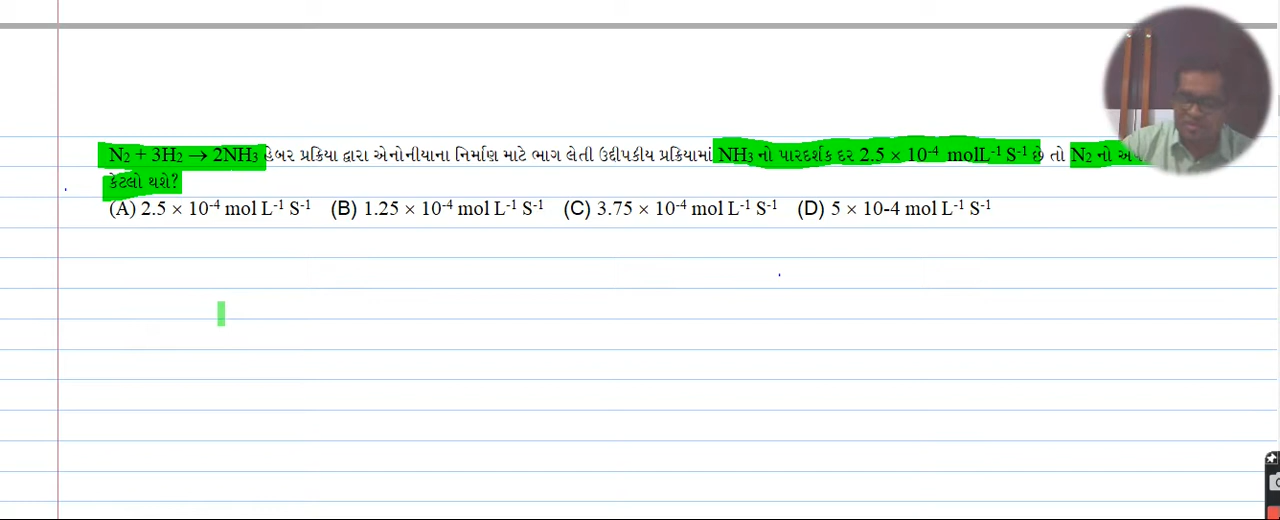 N₂ + 3H₂ → 2NH₃ હેબર પ્રક્રિયા દ્વારા એનોનીયાના નિર્માણ માટે ભાગ લેતી ઉદ્દીપકીય પ્રક્રિયામાં NH₃ નો પારદર્શક દર 2.5 × 10⁻⁴ molL⁻¹ S⁻¹ છે તો N₂ નો
કેટલો થશે?
(A) 2.5 × 10⁻⁴ mol L⁻¹ S⁻¹ (B) 1.25 × 10⁻⁴ mol L⁻¹ S⁻¹ (C) 3.75 × 10⁻⁴ mol L⁻¹ S⁻¹ (D) 5 × 10-4 mol L⁻¹ S⁻¹